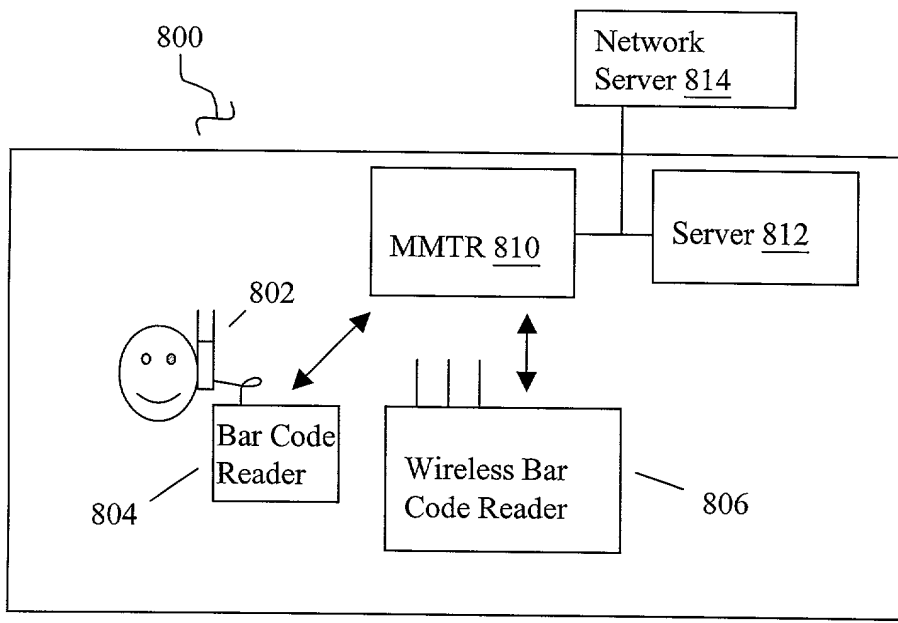 800
Network
Server 814
MMTR 810
Server 812
802
Bar Code
Reader
804
Wireless Bar
Code Reader
806